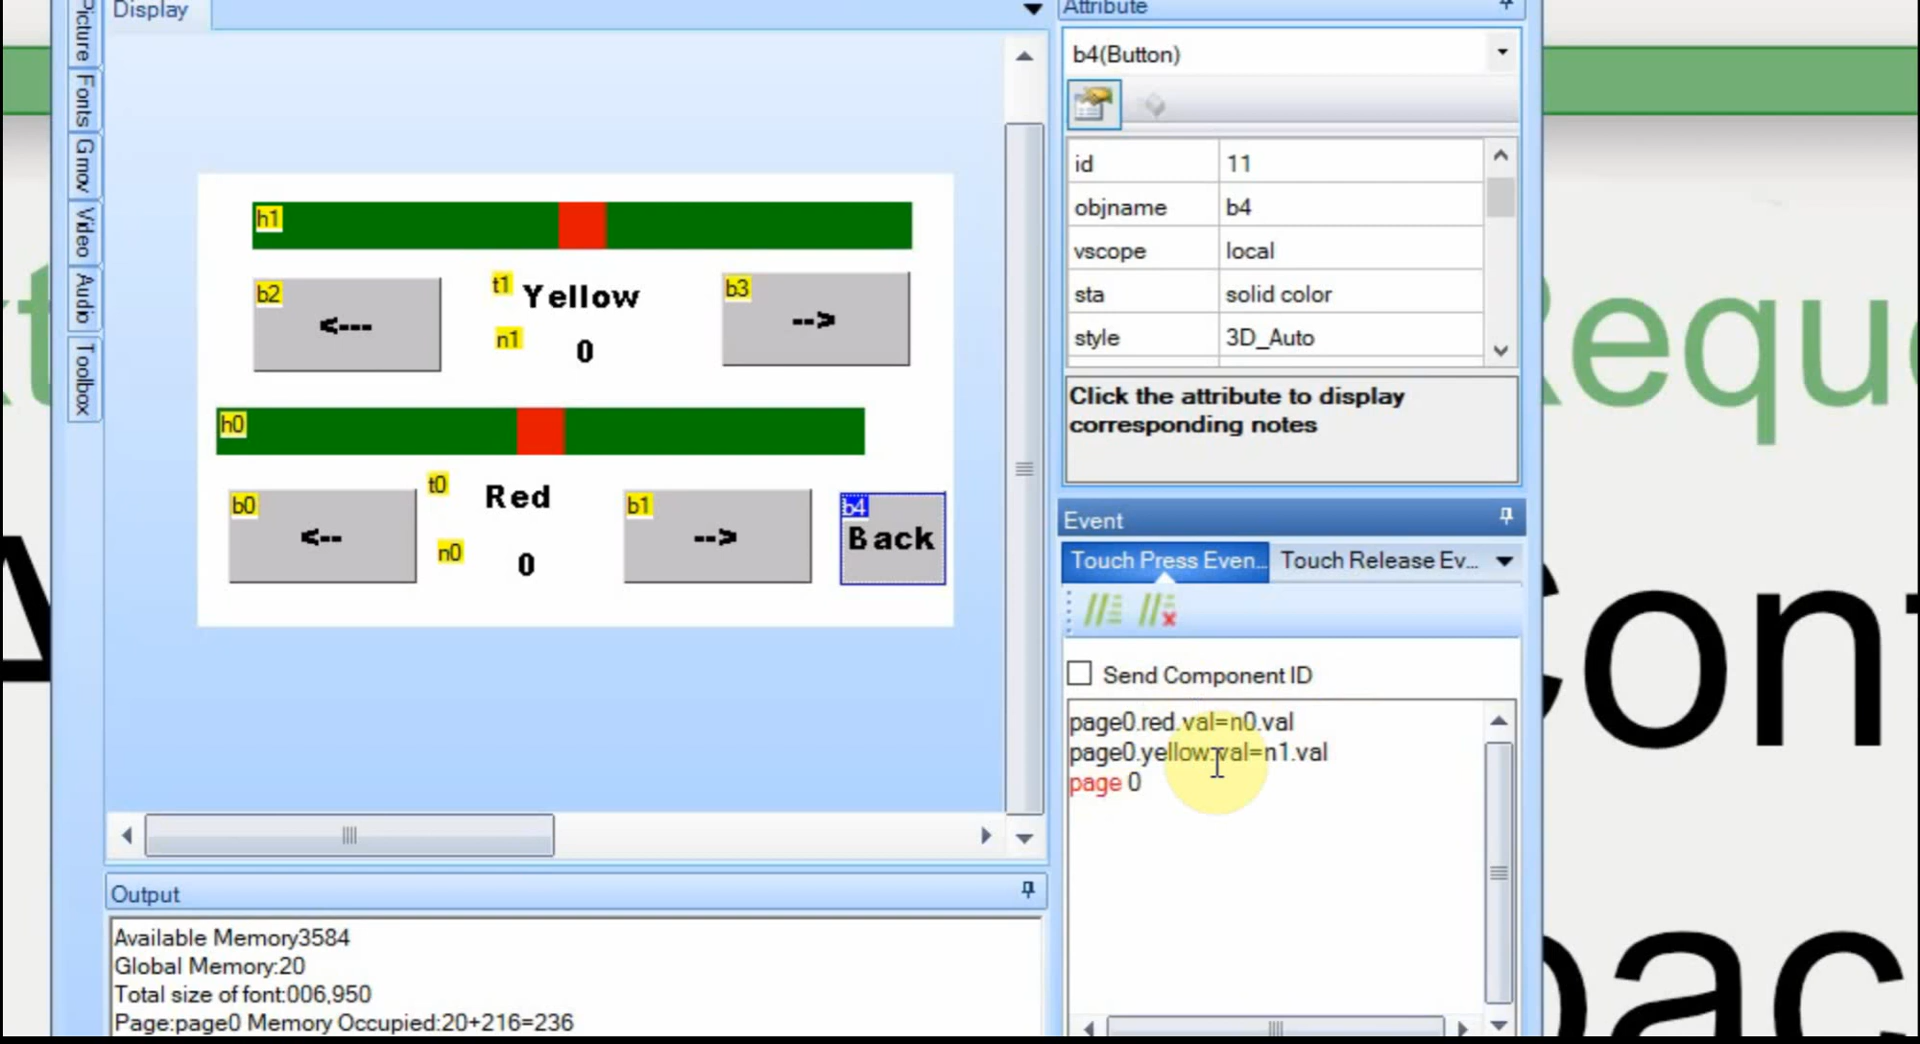 Display
Attribute
Picture
Fonts
Gmov
Video
Audio
Toolbox
b4(Button)
id 11
objname b4
vscope local
sta solid color
style 3D_Auto
Click the attribute to display
corresponding notes
h1
b2 <---
t1 Yellow
n1 0
b3 -->
h0
b0 <--
t0 Red
n0 0
b1 -->
b4 Back
Event
Touch Press Even... Touch Release Ev...
Send Component ID
page0.red.val=n0.val
page0.yellow.val=n1.val
page 0
Output
Available Memory3584
Global Memory:20
Total size of font:006,950
Page:page0 Memory Occupied:20+216=236